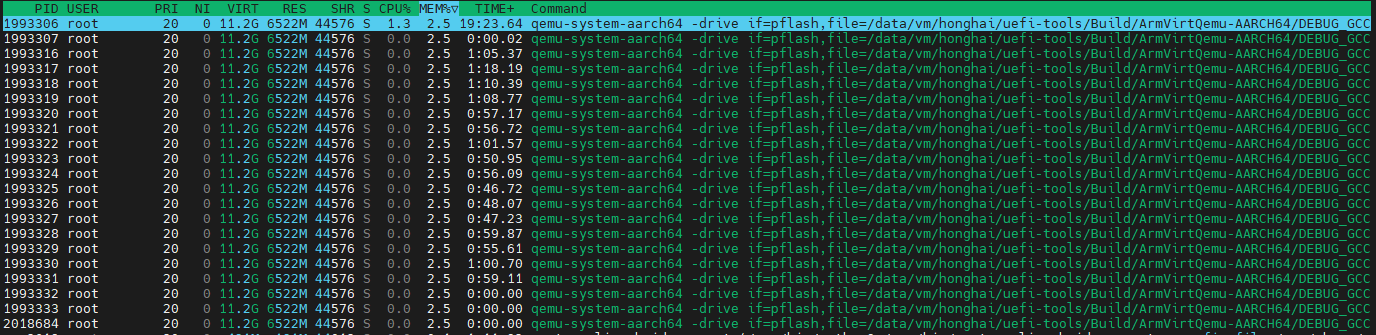 PID USER PRI NI VIRT RES SHR S CPU% MEM%▽ TIME+ Command
1993306 root 20 0 11.2G 6522M 44576 S 1.3 2.5 19:23.64 qemu-system-aarch64 -drive if=pflash,file=/data/vm/honghai/uefi-tools/Build/ArmVirtQemu-AARCH64/DEBUG_GCC
1993307 root 20 0 11.2G 6522M 44576 S 0.0 2.5 0:00.02 qemu-system-aarch64 -drive if=pflash,file=/data/vm/honghai/uefi-tools/Build/ArmVirtQemu-AARCH64/DEBUG_GCC
1993316 root 20 0 11.2G 6522M 44576 S 0.0 2.5 1:05.37 qemu-system-aarch64 -drive if=pflash,file=/data/vm/honghai/uefi-tools/Build/ArmVirtQemu-AARCH64/DEBUG_GCC
1993317 root 20 0 11.2G 6522M 44576 S 0.0 2.5 1:18.19 qemu-system-aarch64 -drive if=pflash,file=/data/vm/honghai/uefi-tools/Build/ArmVirtQemu-AARCH64/DEBUG_GCC
1993318 root 20 0 11.2G 6522M 44576 S 0.0 2.5 1:10.39 qemu-system-aarch64 -drive if=pflash,file=/data/vm/honghai/uefi-tools/Build/ArmVirtQemu-AARCH64/DEBUG_GCC
1993319 root 20 0 11.2G 6522M 44576 S 0.0 2.5 1:08.77 qemu-system-aarch64 -drive if=pflash,file=/data/vm/honghai/uefi-tools/Build/ArmVirtQemu-AARCH64/DEBUG_GCC
1993320 root 20 0 11.2G 6522M 44576 S 0.0 2.5 0:57.17 qemu-system-aarch64 -drive if=pflash,file=/data/vm/honghai/uefi-tools/Build/ArmVirtQemu-AARCH64/DEBUG_GCC
1993321 root 20 0 11.2G 6522M 44576 S 0.0 2.5 0:56.72 qemu-system-aarch64 -drive if=pflash,file=/data/vm/honghai/uefi-tools/Build/ArmVirtQemu-AARCH64/DEBUG_GCC
1993322 root 20 0 11.2G 6522M 44576 S 0.0 2.5 1:01.57 qemu-system-aarch64 -drive if=pflash,file=/data/vm/honghai/uefi-tools/Build/ArmVirtQemu-AARCH64/DEBUG_GCC
1993323 root 20 0 11.2G 6522M 44576 S 0.0 2.5 0:50.95 qemu-system-aarch64 -drive if=pflash,file=/data/vm/honghai/uefi-tools/Build/ArmVirtQemu-AARCH64/DEBUG_GCC
1993324 root 20 0 11.2G 6522M 44576 S 0.0 2.5 0:56.09 qemu-system-aarch64 -drive if=pflash,file=/data/vm/honghai/uefi-tools/Build/ArmVirtQemu-AARCH64/DEBUG_GCC
1993325 root 20 0 11.2G 6522M 44576 S 0.0 2.5 0:46.72 qemu-system-aarch64 -drive if=pflash,file=/data/vm/honghai/uefi-tools/Build/ArmVirtQemu-AARCH64/DEBUG_GCC
1993326 root 20 0 11.2G 6522M 44576 S 0.0 2.5 0:48.07 qemu-system-aarch64 -drive if=pflash,file=/data/vm/honghai/uefi-tools/Build/ArmVirtQemu-AARCH64/DEBUG_GCC
1993327 root 20 0 11.2G 6522M 44576 S 0.0 2.5 0:47.23 qemu-system-aarch64 -drive if=pflash,file=/data/vm/honghai/uefi-tools/Build/ArmVirtQemu-AARCH64/DEBUG_GCC
1993328 root 20 0 11.2G 6522M 44576 S 0.0 2.5 0:59.87 qemu-system-aarch64 -drive if=pflash,file=/data/vm/honghai/uefi-tools/Build/ArmVirtQemu-AARCH64/DEBUG_GCC
1993329 root 20 0 11.2G 6522M 44576 S 0.0 2.5 0:55.61 qemu-system-aarch64 -drive if=pflash,file=/data/vm/honghai/uefi-tools/Build/ArmVirtQemu-AARCH64/DEBUG_GCC
1993330 root 20 0 11.2G 6522M 44576 S 0.0 2.5 1:00.70 qemu-system-aarch64 -drive if=pflash,file=/data/vm/honghai/uefi-tools/Build/ArmVirtQemu-AARCH64/DEBUG_GCC
1993331 root 20 0 11.2G 6522M 44576 S 0.0 2.5 0:59.11 qemu-system-aarch64 -drive if=pflash,file=/data/vm/honghai/uefi-tools/Build/ArmVirtQemu-AARCH64/DEBUG_GCC
1993332 root 20 0 11.2G 6522M 44576 S 0.0 2.5 0:00.00 qemu-system-aarch64 -drive if=pflash,file=/data/vm/honghai/uefi-tools/Build/ArmVirtQemu-AARCH64/DEBUG_GCC
1993333 root 20 0 11.2G 6522M 44576 S 0.0 2.5 0:00.00 qemu-system-aarch64 -drive if=pflash,file=/data/vm/honghai/uefi-tools/Build/ArmVirtQemu-AARCH64/DEBUG_GCC
2018684 root 20 0 11.2G 6522M 44576 S 0.0 2.5 0:00.00 qemu-system-aarch64 -drive if=pflash,file=/data/vm/honghai/uefi-tools/Build/ArmVirtQemu-AARCH64/DEBUG_GCC